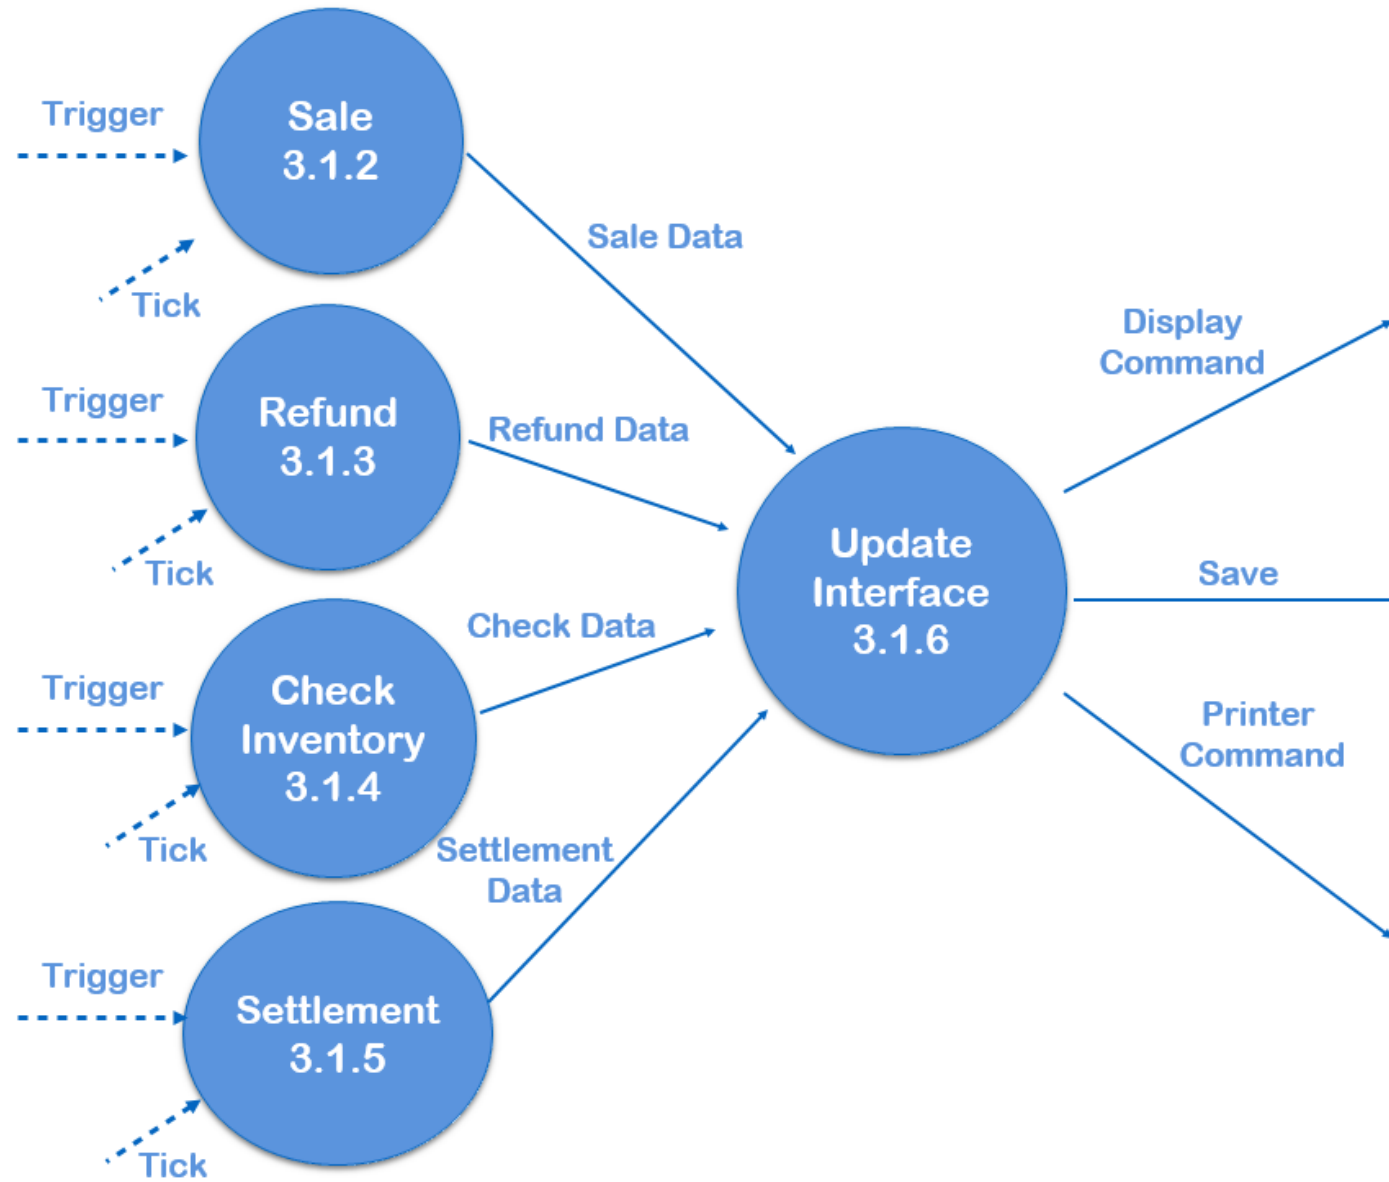 Trigger
Sale
3.1.2
Tick
Sale Data
Trigger
Refund
3.1.3
Tick
Refund Data
Trigger
Check
Inventory
3.1.4
Tick
Check Data
Trigger
Settlement
3.1.5
Tick
Settlement
Data
Update
Interface
3.1.6
Display
Command
Save
Printer
Command